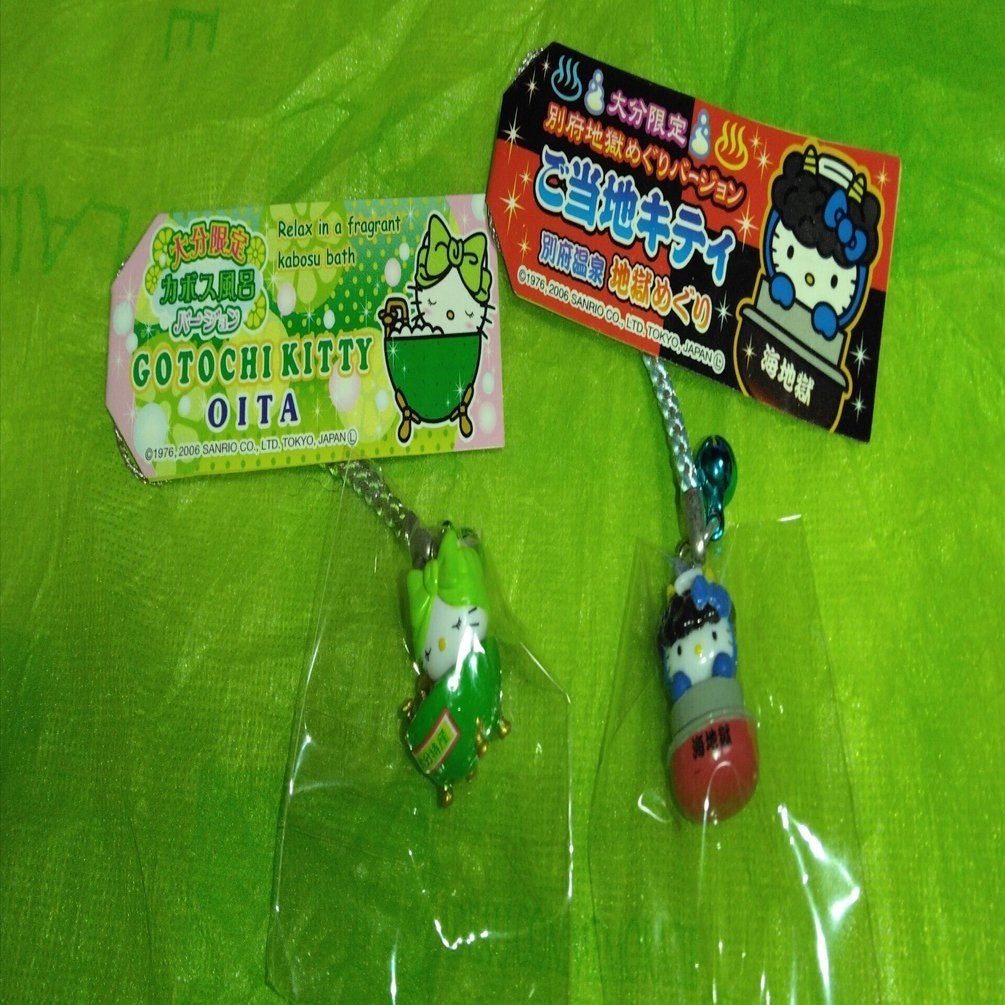 大分限定
カボス風呂
バージョン
Relax in a fragrant
kabosu bath
GOTOCHI KITTY
OITA
©1976, 2006 SANRIO CO., LTD. TOKYO, JAPAN Ⓛ
大分限定
別府地獄めぐりバージョン
ご当地キティ
別府温泉 地獄めぐり
©1976, 2006 SANRIO CO., LTD. TOKYO, JAPAN Ⓛ
海地獄
海地獄